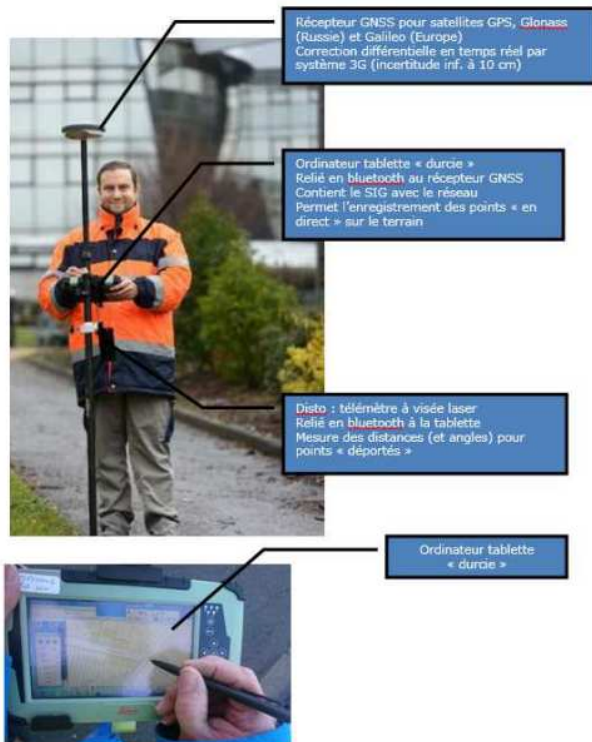 Récepteur GNSS pour satellites GPS, Glonass
(Russie) et Galileo (Europe)
Correction différentielle en temps réel par
système 3G (incertitude inf. à 10 cm)
Ordinateur tablette « durcie »
Relié en bluetooth au récepteur GNSS
Contient le SIG avec le réseau
Permet l'enregistrement des points « en
direct » sur le terrain
Disto : télémètre à visée laser
Relié en bluetooth à la tablette
Mesure des distances (et angles) pour
points « déportés »
Ordinateur tablette
« durcie »